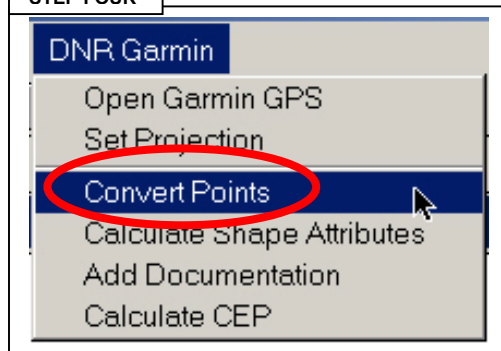 DNR Garmin
Open Garmin GPS
Set Projection
Convert Points
Calculate Shape Attributes
Add Documentation
Calculate CEP